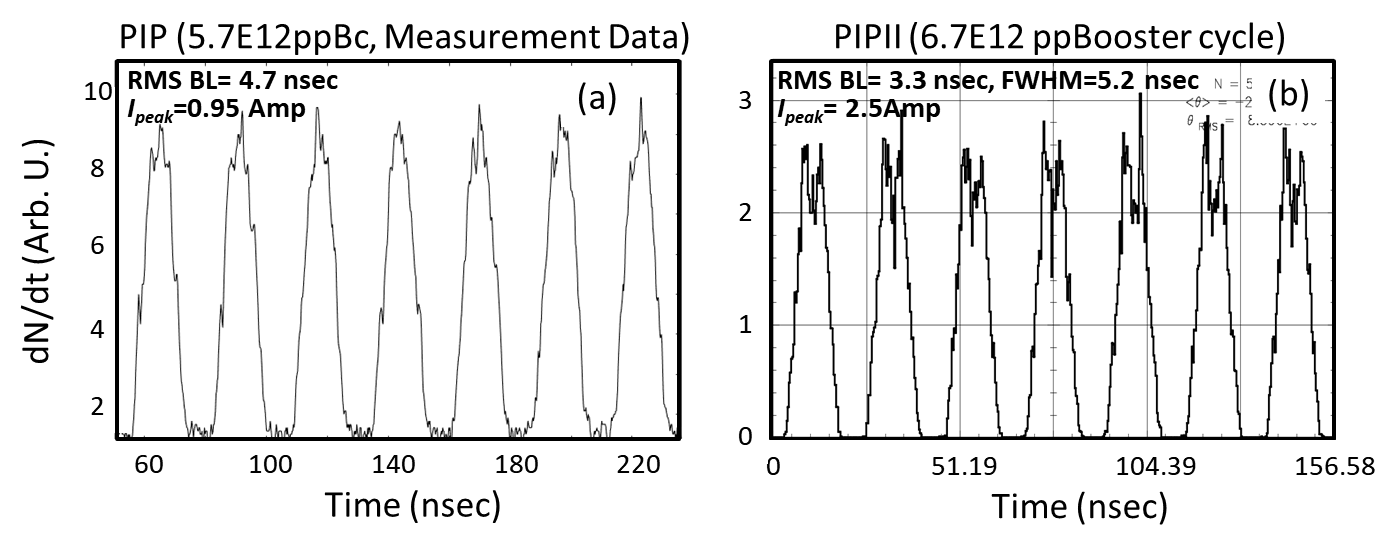 PIP (5.7E12ppBc, Measurement Data)
RMS BL= 4.7 nsec
Ipeak=0.95 Amp
(a)
10
8
6
4
2
dN/dt (Arb. U.)
60 100 140 180 220
Time (nsec)
PIPII (6.7E12 ppBooster cycle)
RMS BL= 3.3 nsec, FWHM=5.2 nsec
Ipeak= 2.5Amp
(b)
N = 5
<θ> = -2
θ RMS =
3
2
1
0
0 51.19 104.39 156.58
Time (nsec)